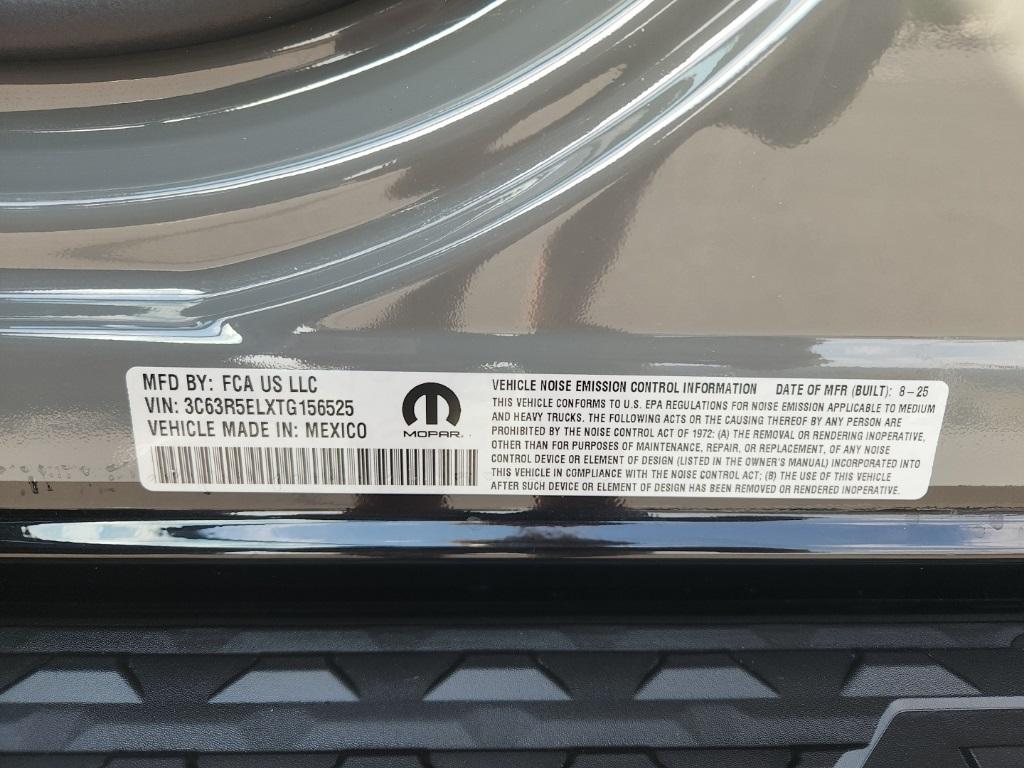 MFD BY: FCA US LLC
VIN: 3C63R5ELXTG156525
VEHICLE MADE IN: MEXICO
MOPAR.
VEHICLE NOISE EMISSION CONTROL INFORMATION DATE OF MFR (BUILT): 8-25
THIS VEHICLE CONFORMS TO U.S. EPA REGULATIONS FOR NOISE EMISSION APPLICABLE TO MEDIUM
AND HEAVY TRUCKS. THE FOLLOWING ACTS OR THE CAUSING THEREOF BY ANY PERSON ARE
PROHIBITED BY THE NOISE CONTROL ACT OF 1972: (A) THE REMOVAL OR RENDERING INOPERATIVE,
OTHER THAN FOR PURPOSES OF MAINTENANCE, REPAIR, OR REPLACEMENT, OF ANY NOISE
CONTROL DEVICE OR ELEMENT OF DESIGN (LISTED IN THE OWNER'S MANUAL) INCORPORATED INTO
THIS VEHICLE IN COMPLIANCE WITH THE NOISE CONTROL ACT; (B) THE USE OF THIS VEHICLE
AFTER SUCH DEVICE OR ELEMENT OF DESIGN HAS BEEN REMOVED OR RENDERED INOPERATIVE.